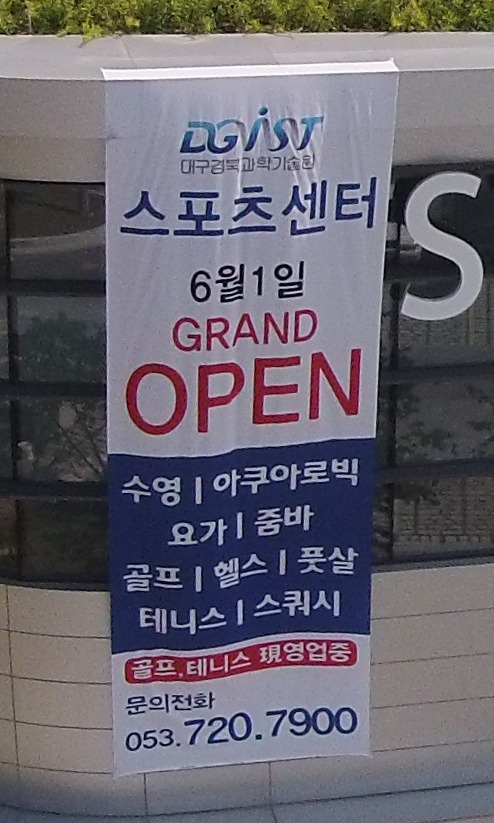 DGIST
대구경북과학기술원
스포츠센터
6월1일
GRAND
OPEN
수영 | 아쿠아로빅
요가 | 줌바
골프 | 헬스 | 풋살
테니스 | 스쿼시
골프.테니스 現영업중
문의전화
053.720.7900
S